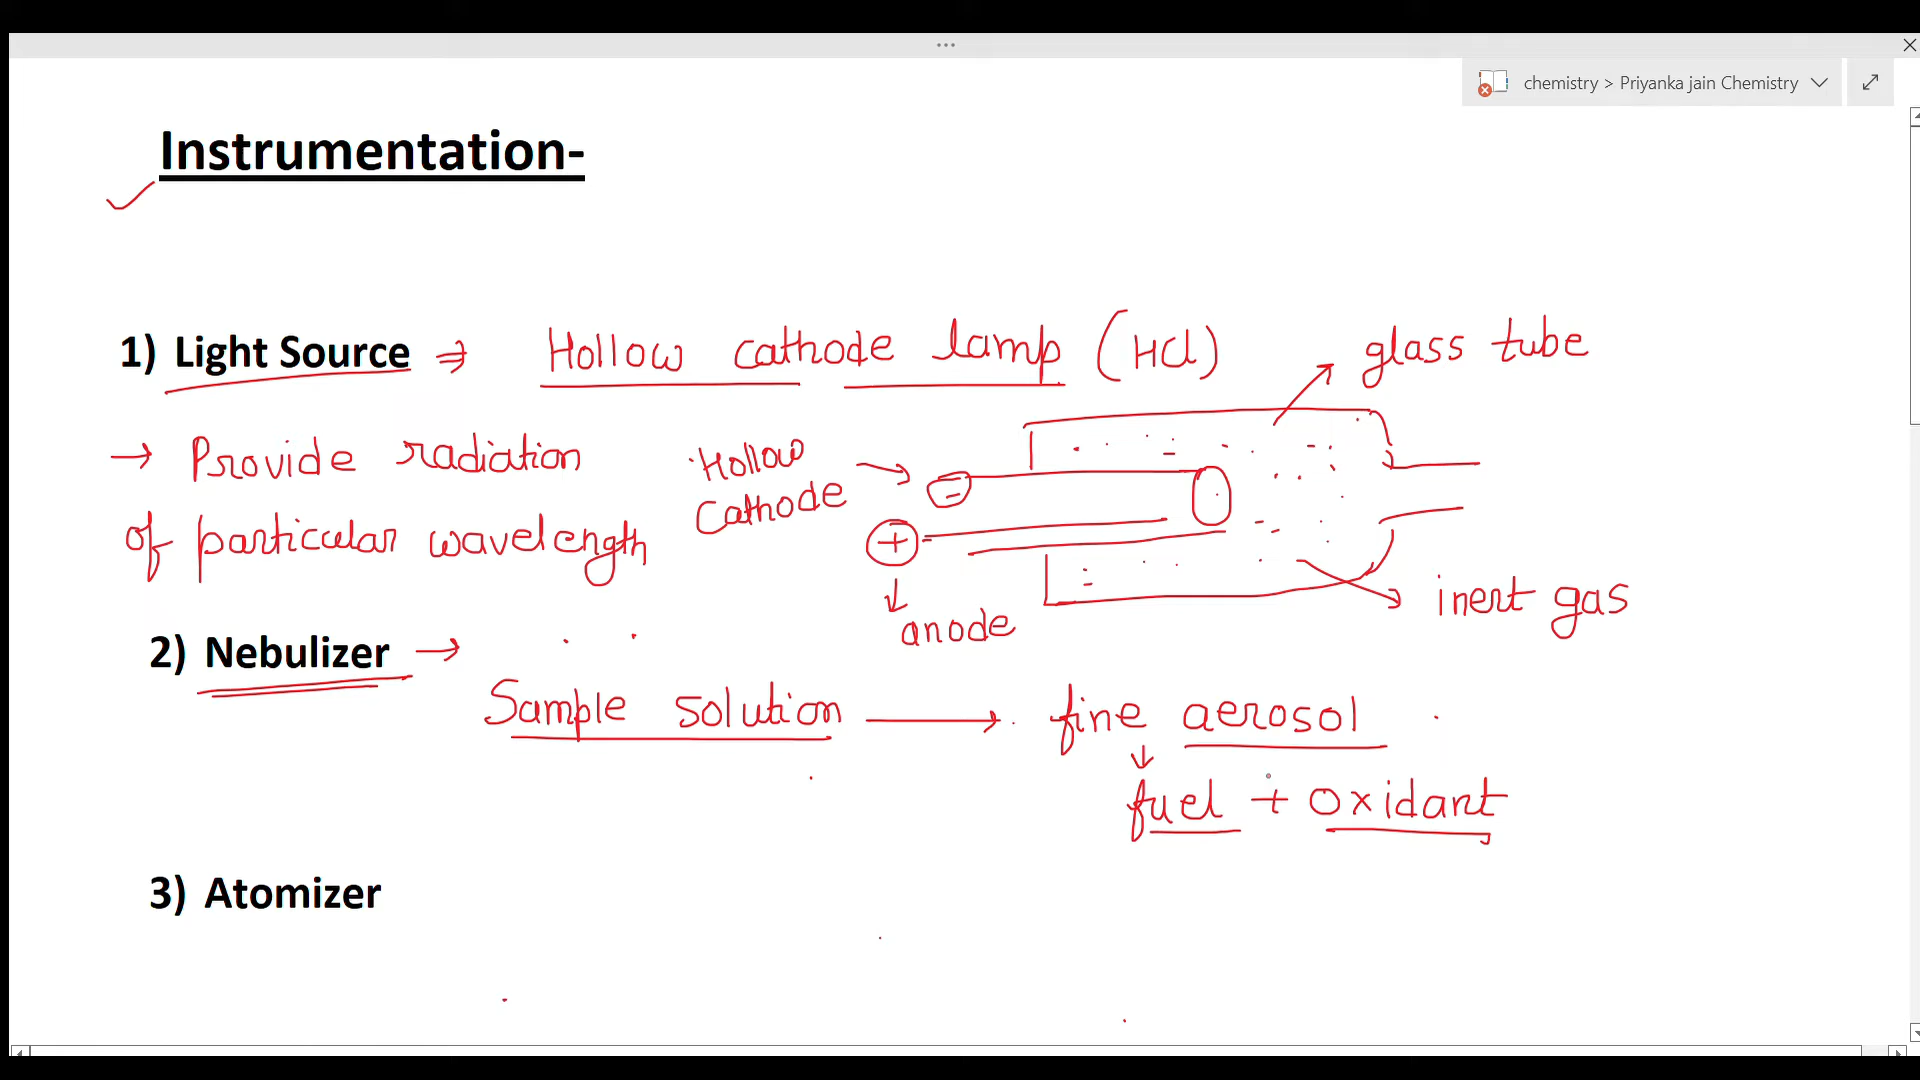 chemistry > Priyanka jain Chemistry
Instrumentation-
1) Light Source ⇒ Hollow cathode lamp (HCl)
glass tube
→ Provide radiation
of particular wavelength
Hollow
Cathode
-
+
anode
inert gas
2) Nebulizer →
Sample solution → fine aerosol
↓
fuel + oxidant
3) Atomizer